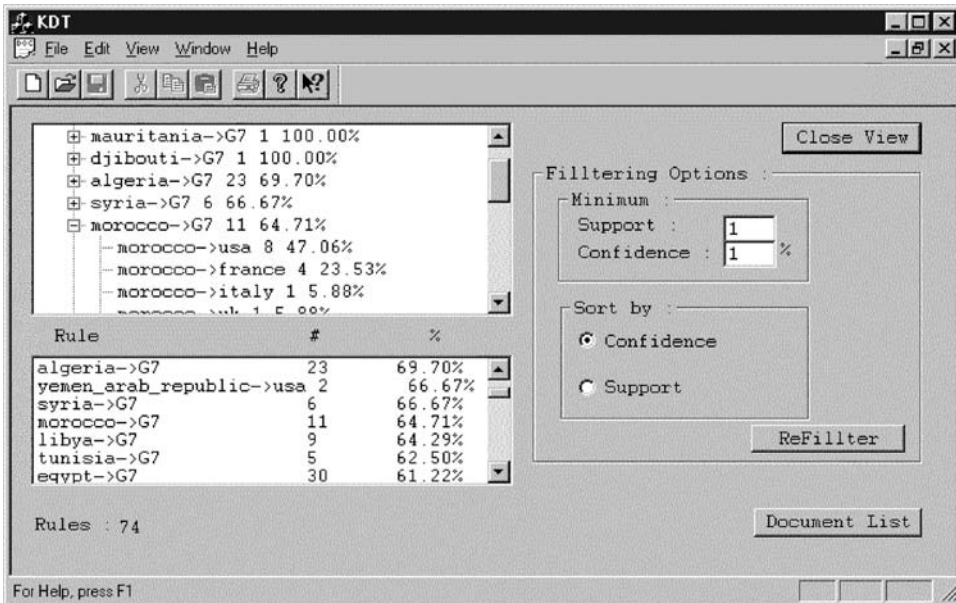 KDT
File Edit View Window Help
mauritania->G7 1 100.00%
djibouti->G7 1 100.00%
algeria->G7 23 69.70%
syria->G7 6 66.67%
morocco->G7 11 64.71%
morocco->usa 8 47.06%
morocco->france 4 23.53%
morocco->italy 1 5.88%
morocco->uk 1 5.88%
Rule # %
algeria->G7 23 69.70%
yemen_arab_republic->usa 2 66.67%
syria->G7 6 66.67%
morocco->G7 11 64.71%
libya->G7 9 64.29%
tunisia->G7 5 62.50%
egypt->G7 30 61.22%
Rules : 74
Close View
Filltering Options :
Minimum :
Support : 1
Confidence : 1 %
Sort by :
Confidence
Support
ReFillter
Document List
For Help, press F1